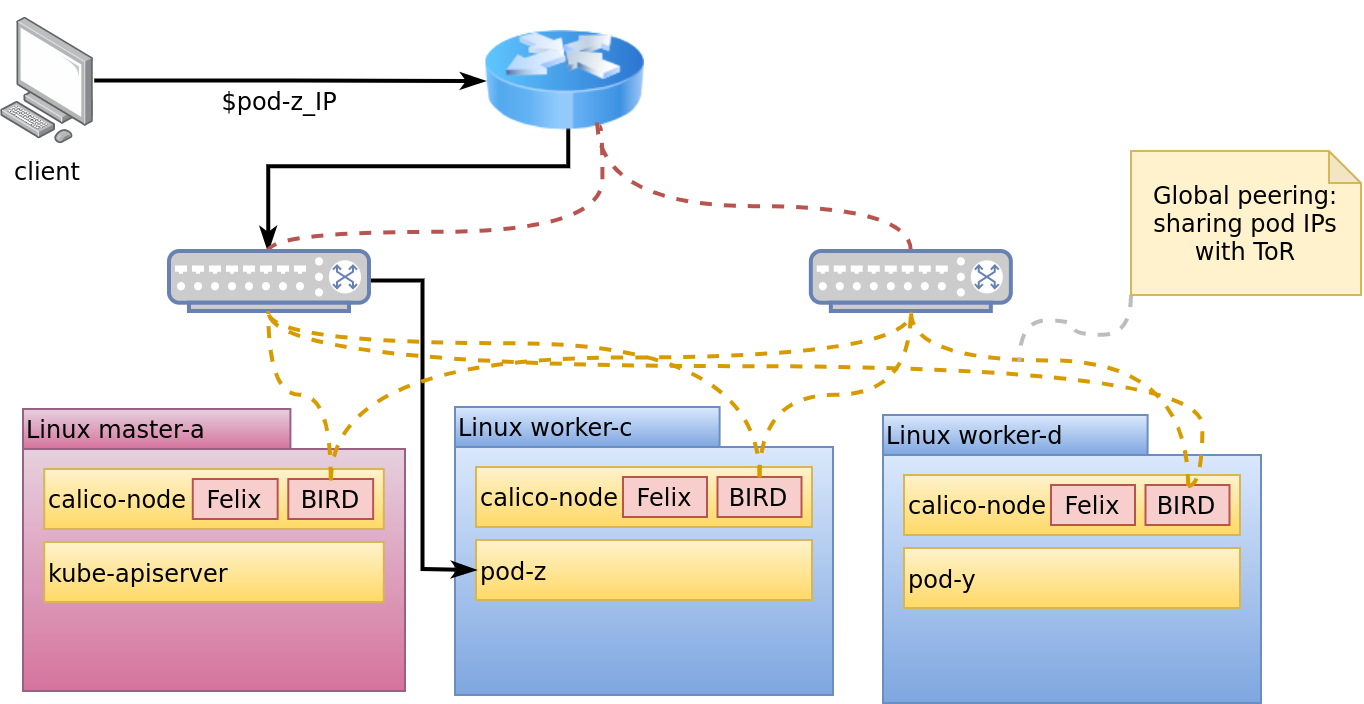 $pod-z_IP
client
Global peering:
sharing pod IPs
with ToR
Linux master-a
calico-node
Felix
BIRD
kube-apiserver
Linux worker-c
calico-node
Felix
BIRD
pod-z
Linux worker-d
calico-node
Felix
BIRD
pod-y